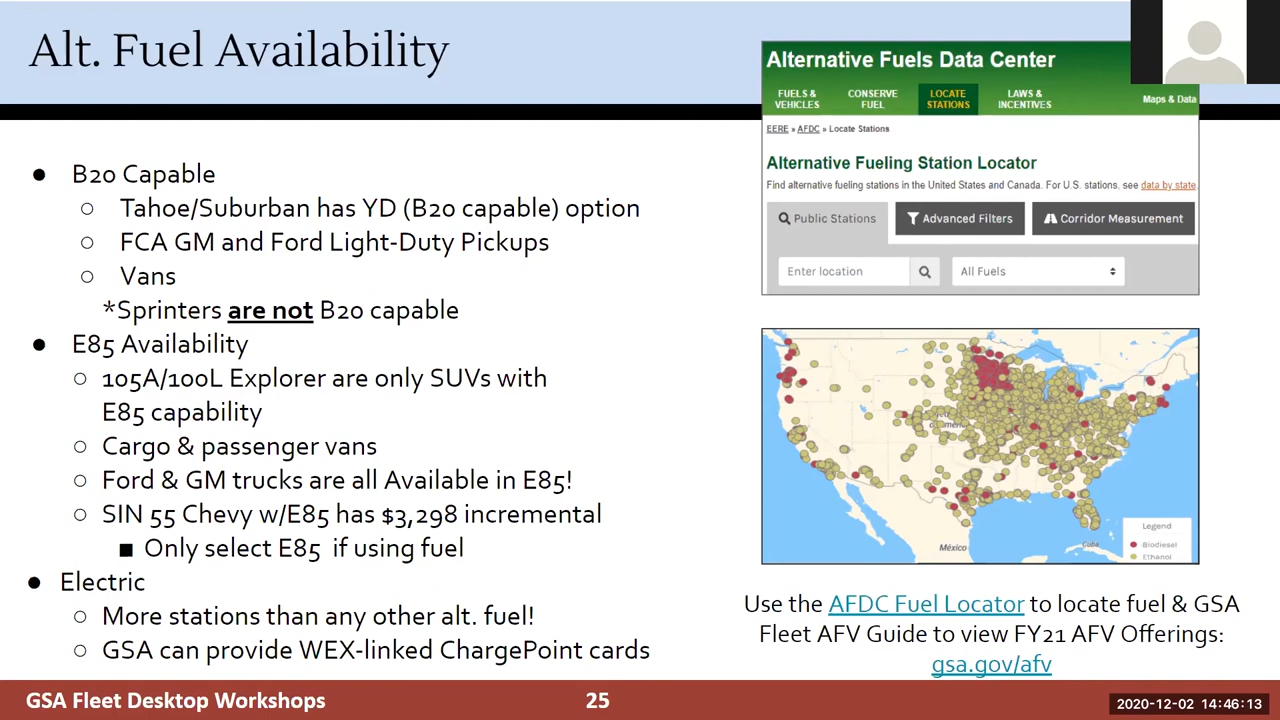 Alt. Fuel Availability
● B20 Capable
○ Tahoe/Suburban has YD (B20 capable) option
○ FCA GM and Ford Light-Duty Pickups
○ Vans
*Sprinters are not B20 capable
● E85 Availability
○ 105A/100L Explorer are only SUVs with
E85 capability
○ Cargo & passenger vans
○ Ford & GM trucks are all Available in E85!
○ SIN 55 Chevy w/E85 has $3,298 incremental
■ Only select E85 if using fuel
● Electric
○ More stations than any other alt. fuel!
○ GSA can provide WEX-linked ChargePoint cards
Alternative Fuels Data Center
FUELS & VEHICLES
CONSERVE FUEL
LOCATE STATIONS
LAWS & INCENTIVES
Maps & Data
EERE » AFDC » Locate Stations
Alternative Fueling Station Locator
Find alternative fueling stations in the United States and Canada. For U.S. stations, see data by state.
Public Stations
Advanced Filters
Corridor Measurement
Enter location
All Fuels
México
Cuba
Legend
Biodiesel
Ethanol
Use the AFDC Fuel Locator to locate fuel & GSA
Fleet AFV Guide to view FY21 AFV Offerings:
gsa.gov/afv
GSA Fleet Desktop Workshops
25
2020-12-02 14:46:13